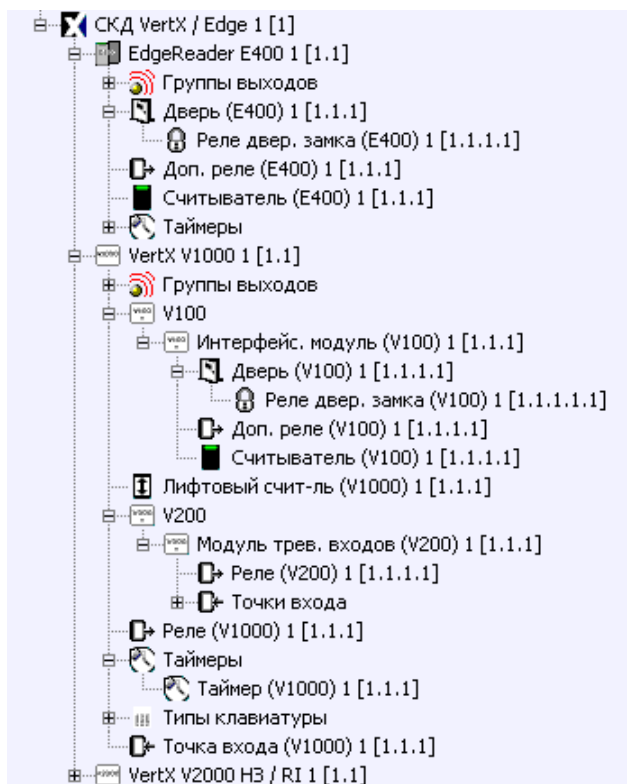 СКД VertX / Edge 1 [1]
EdgeReader E400 1 [1.1]
Группы выходов
Дверь (E400) 1 [1.1.1]
Реле двер. замка (E400) 1 [1.1.1.1]
Доп. реле (E400) 1 [1.1.1]
Считыватель (E400) 1 [1.1.1]
Таймеры
VertX V1000 1 [1.1]
Группы выходов
V100
Интерфейс. модуль (V100) 1 [1.1.1]
Дверь (V100) 1 [1.1.1.1]
Реле двер. замка (V100) 1 [1.1.1.1.1]
Доп. реле (V100) 1 [1.1.1.1]
Считыватель (V100) 1 [1.1.1.1]
Лифтовый счит-ль (V1000) 1 [1.1.1]
V200
Модуль трев. входов (V200) 1 [1.1.1]
Реле (V200) 1 [1.1.1.1]
Точки входа
Реле (V1000) 1 [1.1.1]
Таймеры
Таймер (V1000) 1 [1.1.1]
Типы клавиатуры
Точка входа (V1000) 1 [1.1.1]
VertX V2000 НЗ / RI 1 [1.1]